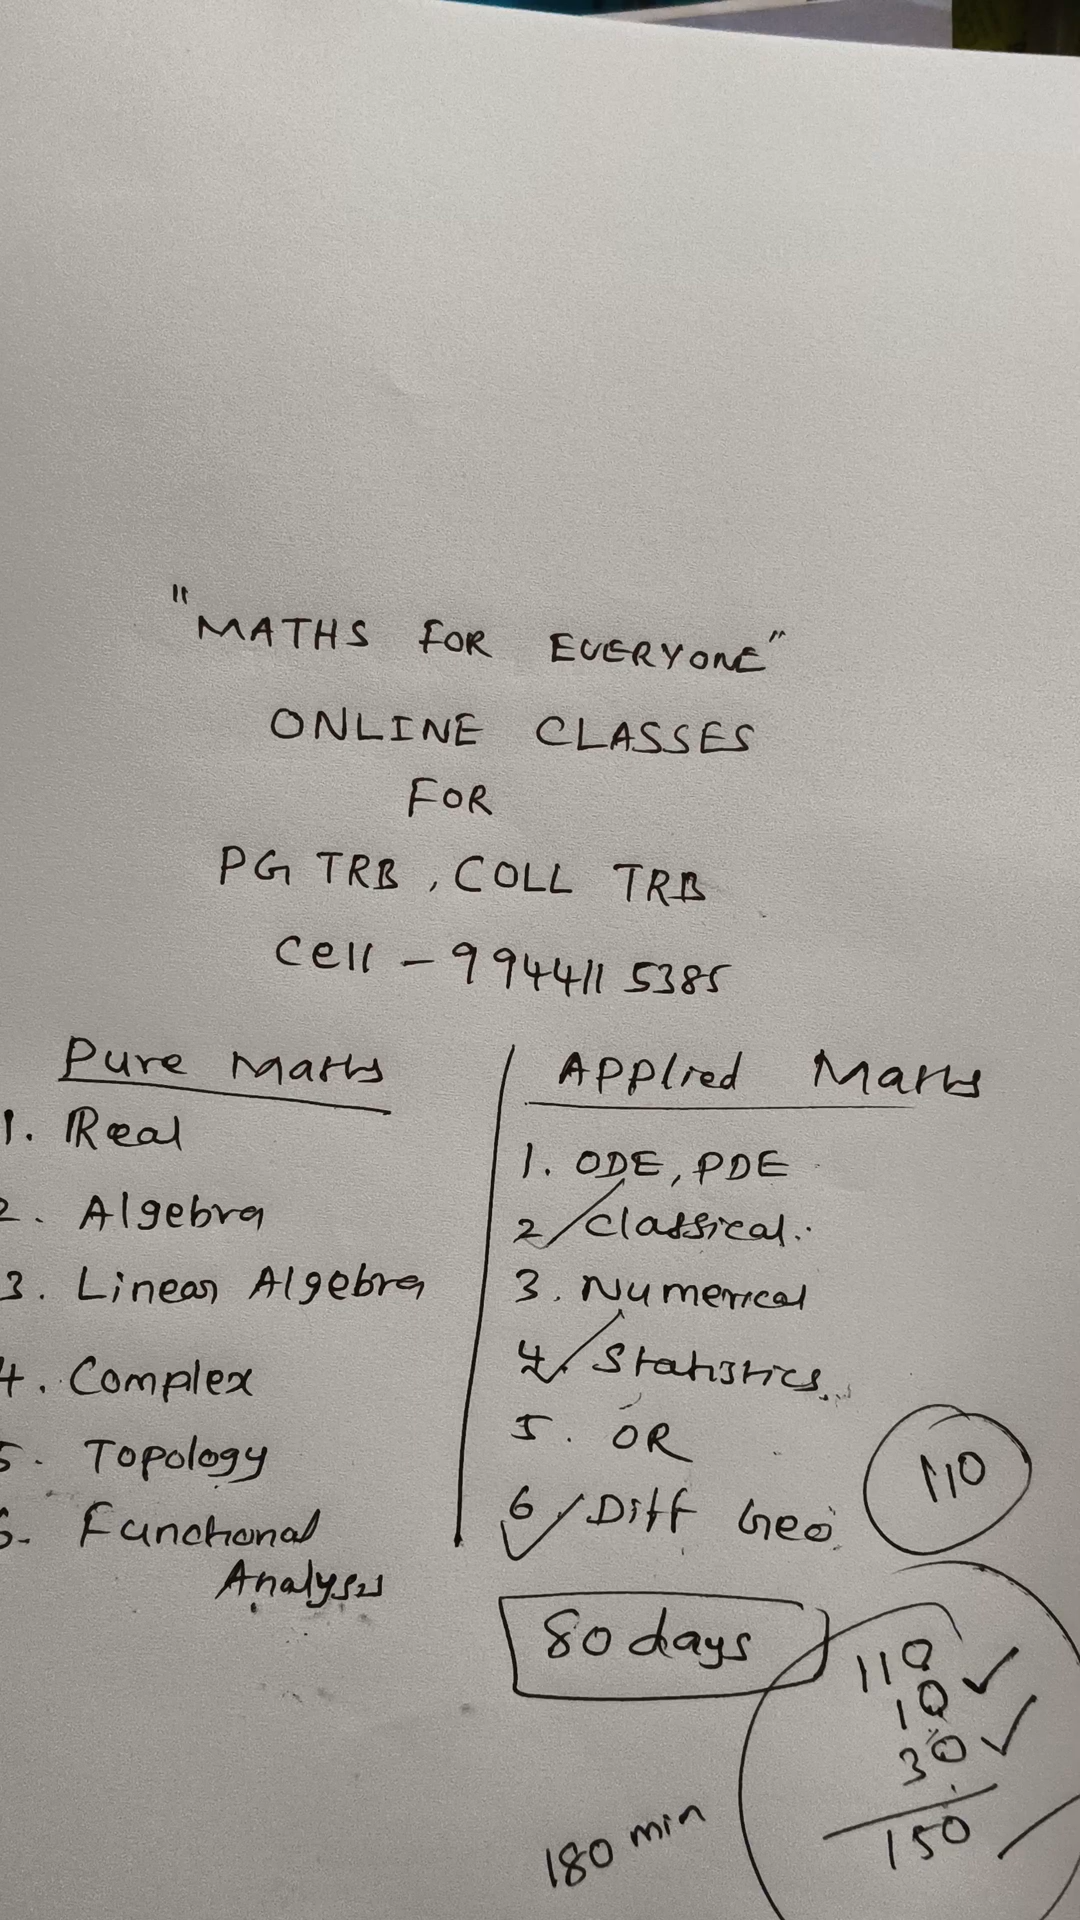 "MATHS FOR EVERYONE"
ONLINE CLASSES
FOR
PG TRB, COLL TRB
Cell - 9944115385
Pure Maths
1. Real
2. Algebra
3. Linear Algebra
4. Complex
5. Topology
6. Functional
Analysis
Applied Maths
1. ODE, PDE
2 Classical.
3. Numerical
4. Statistics.
5. OR
6 Diff Geo
110
80 days
110
10
30
150
180 min